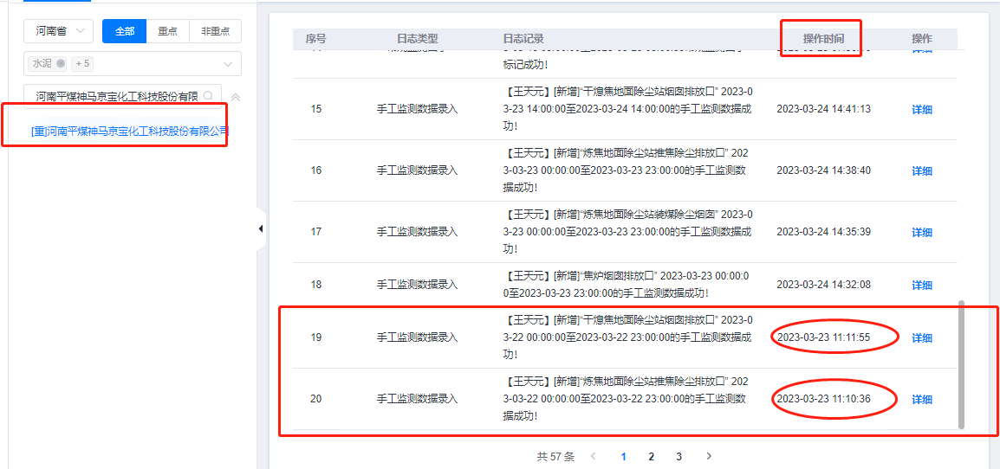 河南省
全部
重点
非重点
水泥
+ 5
河南平煤神马京宝化工科技股份有限
[重]河南平煤神马京宝化工科技股份有限公司
序号
日志类型
日志记录
操作时间
操作
标记成功！
15
手工监测数据录入
【王天元】[新增]“干熄焦地面除尘站烟囱排放口” 2023-0
3-23 14:00:00至2023-03-24 14:00:00的手工监测数据成
功！
2023-03-24 14:41:13
详细
16
手工监测数据录入
【王天元】[新增]“炼焦地面除尘站推焦除尘排放口” 202
3-03-23 00:00:00至2023-03-23 23:00:00的手工监测数
据成功！
2023-03-24 14:38:40
详细
17
手工监测数据录入
【王天元】[新增]“炼焦地面除尘站装煤除尘烟囱” 2023-0
3-23 00:00:00至2023-03-23 23:00:00的手工监测数据成
功！
2023-03-24 14:35:39
详细
18
手工监测数据录入
【王天元】[新增]“焦炉烟囱排放口” 2023-03-23 00:00:0
0至2023-03-23 23:00:00的手工监测数据成功！
2023-03-24 14:32:08
详细
19
手工监测数据录入
【王天元】[新增]“干熄焦地面除尘站烟囱排放口” 2023-0
3-22 00:00:00至2023-03-22 23:00:00的手工监测数据成
功！
2023-03-23 11:11:55
详细
20
手工监测数据录入
【王天元】[新增]“炼焦地面除尘站推焦除尘排放口” 202
3-03-22 00:00:00至2023-03-22 23:00:00的手工监测数
据成功！
2023-03-23 11:10:36
详细
共 57 条
1
2
3